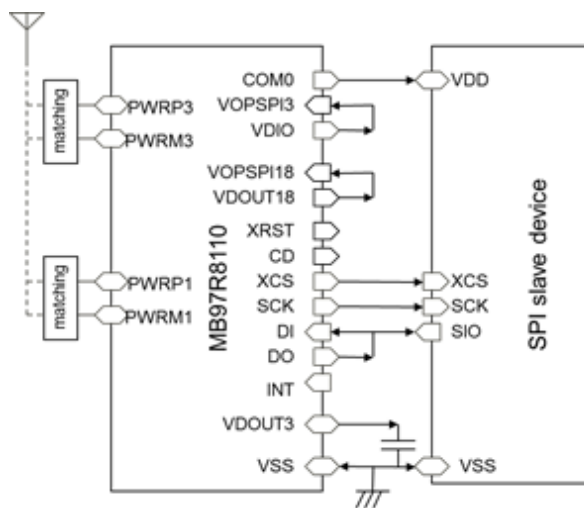 COM0
VDD
VOPSPI3
matching
PWRP3
VDIO
PWRM3
VOPSPI18
VDOUT18
XRST
CD
MB97R8110
SPI slave device
matching
PWRP1
XCS
XCS
SCK
SCK
PWRM1
DI
SIO
DO
INT
VDOUT3
VSS
VSS